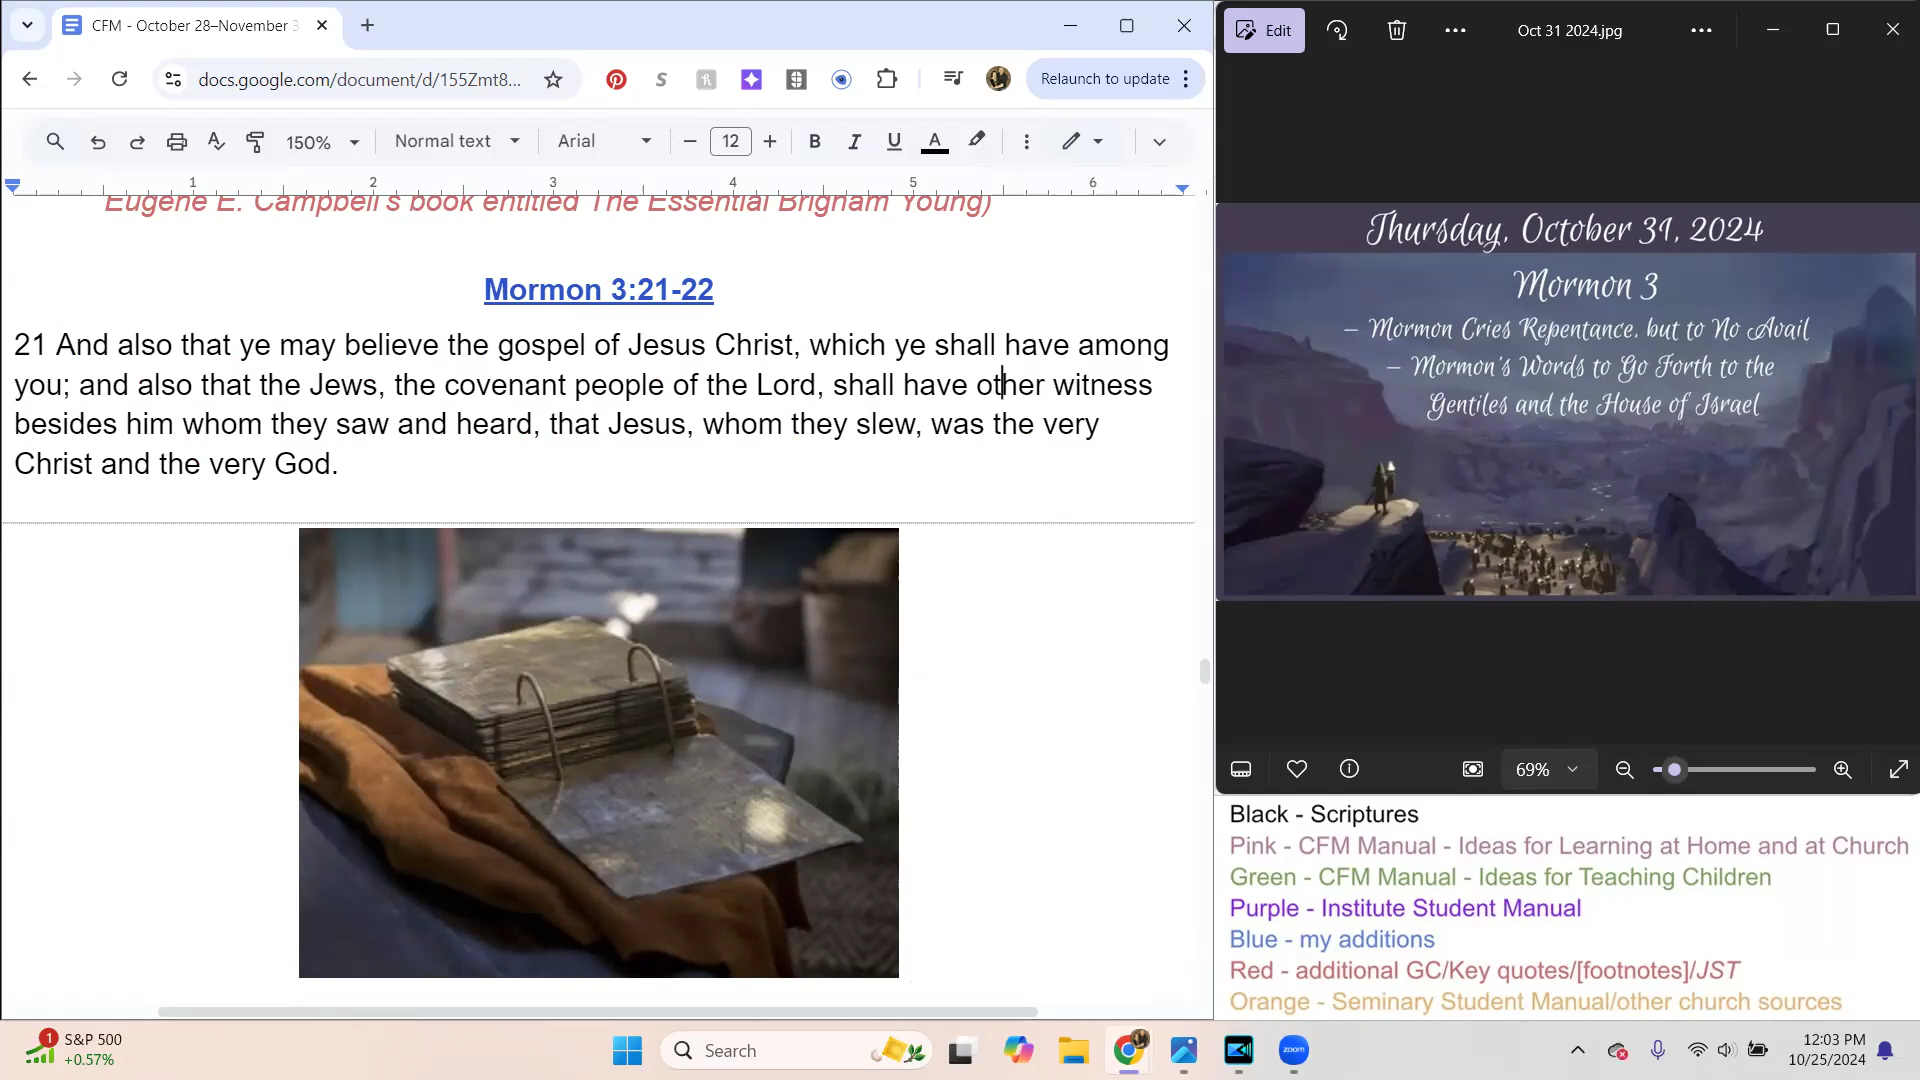 CFM - October 28–November 3
docs.google.com/document/d/155Zmt8...
Relaunch to update
150%
Normal text
Arial
12
B
I
U
A
1 2 3 4 5 6
Eugene E. Campbell's book entitled The Essential Brigham Young)
Mormon 3:21-22
21 And also that ye may believe the gospel of Jesus Christ, which ye shall have among
you; and also that the Jews, the covenant people of the Lord, shall have other witness
besides him whom they saw and heard, that Jesus, whom they slew, was the very
Christ and the very God.
Edit
Oct 31 2024.jpg
Thursday, October 31, 2024
Mormon 3
– Mormon Cries Repentance, but to No Avail
– Mormon's Words to Go Forth to the
Gentiles and the House of Israel
69%
Black - Scriptures
Pink - CFM Manual - Ideas for Learning at Home and at Church
Green - CFM Manual - Ideas for Teaching Children
Purple - Institute Student Manual
Blue - my additions
Red - additional GC/Key quotes/[footnotes]/JST
Orange - Seminary Student Manual/other church sources
1
S&P 500
+0.57%
Search
zoom
12:03 PM
10/25/2024